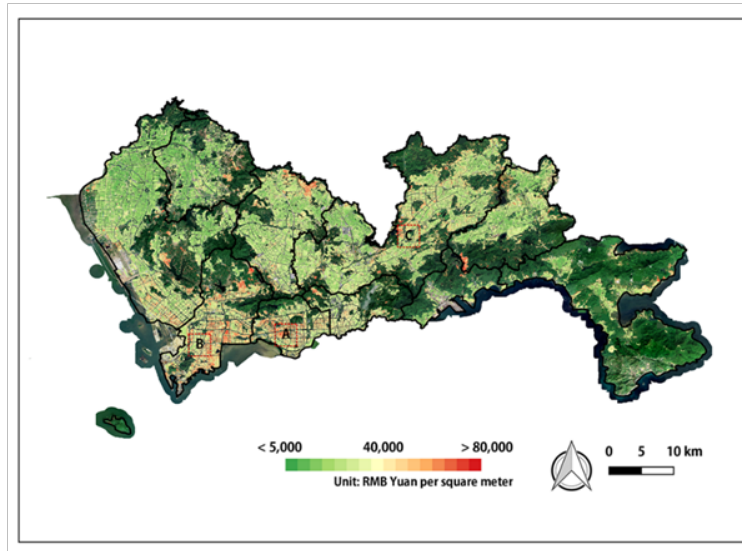 C
A
B
< 5,000 40,000 > 80,000
Unit: RMB Yuan per square meter
0 5 10 km